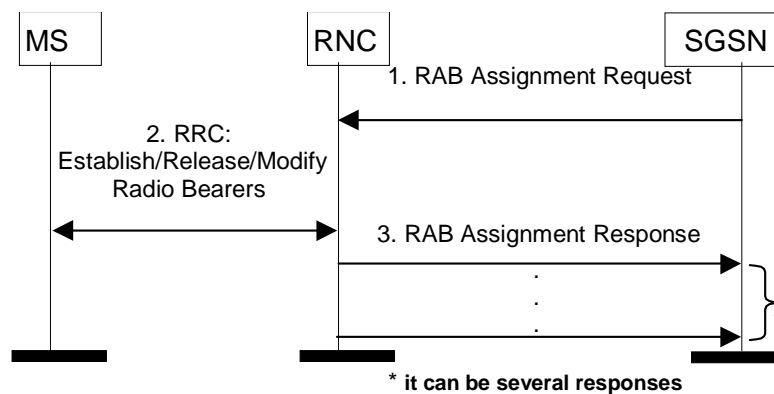 MS
RNC
SGSN
1. RAB Assignment Request
2. RRC:
Establish/Release/Modify
Radio Bearers
3. RAB Assignment Response
.
.
.
* it can be several responses